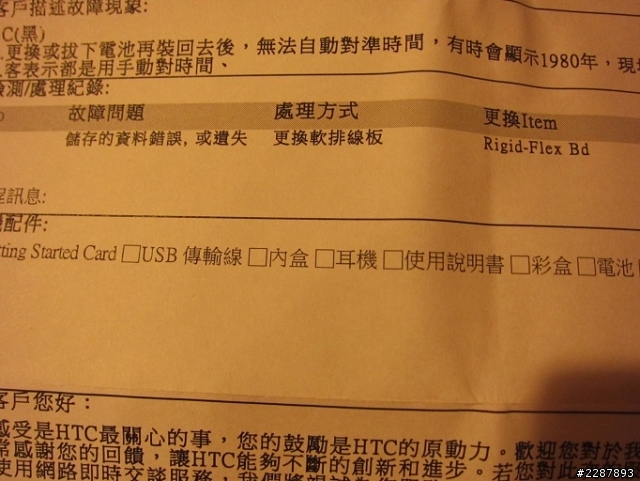 客戶描述故障現象:
C(黑)
.更換或拔下電池再裝回去後，無法自動對準時間，有時會顯示1980年，現場
客表示都是用手動對時間、
檢測/處理紀錄:
故障問題 處理方式 更換Item
儲存的資料錯誤, 或遺失 更換軟排線板 Rigid-Flex Bd
程訊息:
配件:
tting Started Card □USB 傳輸線 □內盒 □耳機 □使用說明書 □彩盒 □電池
客戶您好：
感受是HTC最關心的事，您的鼓勵是HTC的原動力。歡迎您對於我
常感謝您的回饋，讓HTC能夠不斷的創新和進步。若您對此
使用網路即時交談服務，我們將
#2287893